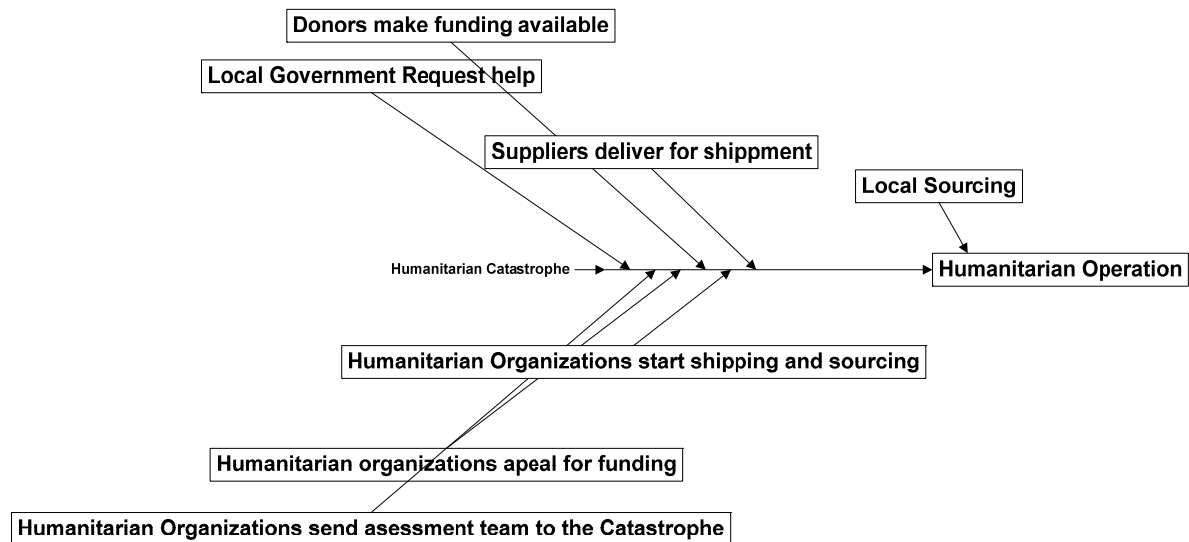 Donors make funding available
Local Government Request help
Suppliers deliver for shippment
Local Sourcing
Humanitarian Catastrophe
Humanitarian Operation
Humanitarian Organizations start shipping and sourcing
Humanitarian organizations apeal for funding
Humanitarian Organizations send asessment team to the Catastrophe